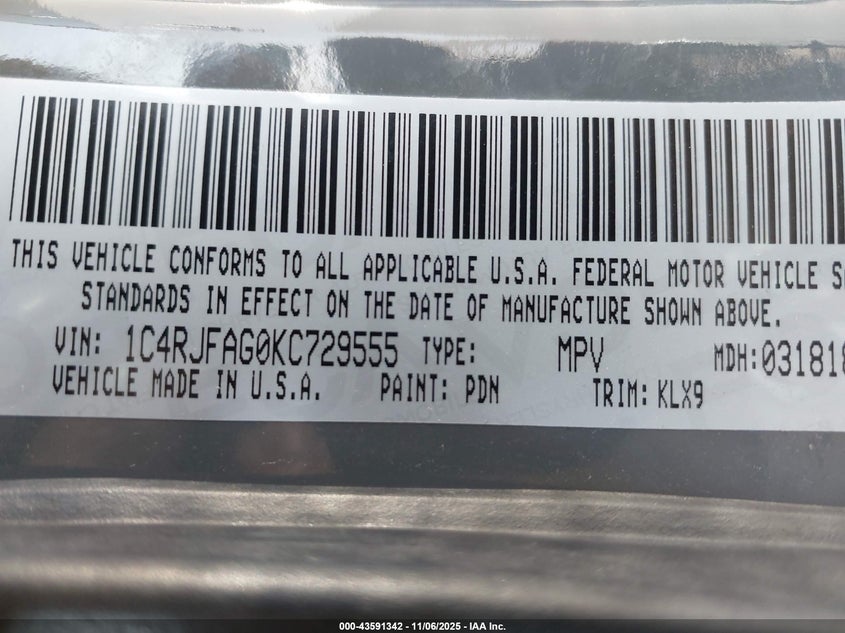 THIS VEHICLE CONFORMS TO ALL APPLICABLE U.S.A. FEDERAL MOTOR VEHICLE
STANDARDS IN EFFECT ON THE DATE OF MANUFACTURE SHOWN ABOVE.
VIN: 1C4RJFAG0KC729555 TYPE: MPV MDH:031818
VEHICLE MADE IN U.S.A. PAINT: PDN TRIM: KLX9
000-43591342 - 11/06/2025 - IAA Inc.